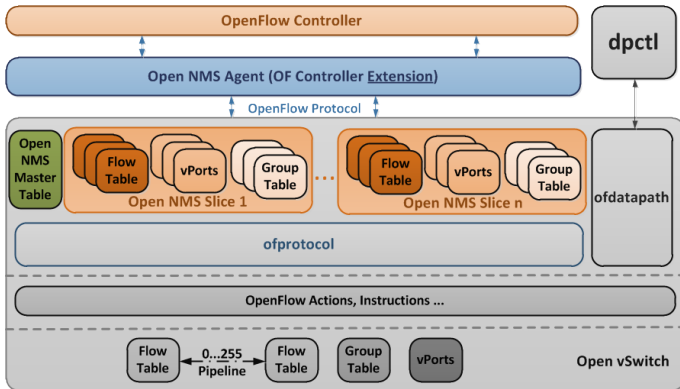 OpenFlow Controller
dpctl
Open NMS Agent (OF Controller Extension)
OpenFlow Protocol
Open
NMS
Master
Table
Flow
Table
vPorts
Group
Table
Open NMS Slice 1
...
Flow
Table
vPorts
Group
Table
Open NMS Slice n
ofdatapath
ofprotocol
OpenFlow Actions, Instructions ...
Flow
Table
0...255
Pipeline
Flow
Table
Group
Table
vPorts
Open vSwitch